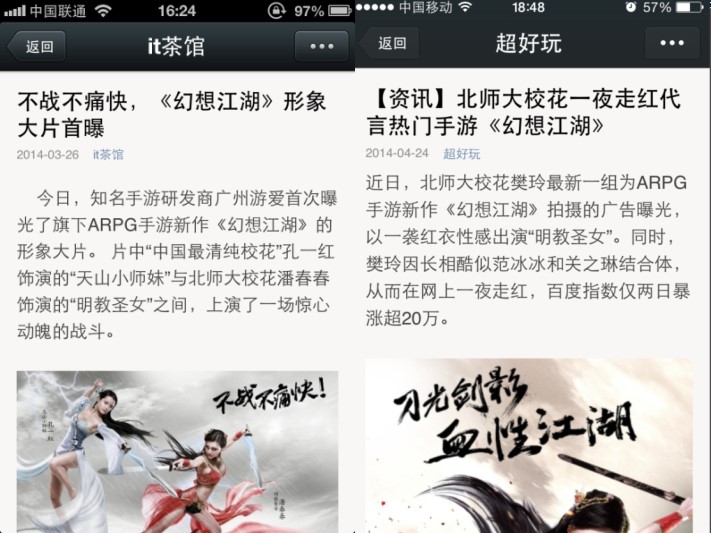 中国联通
16:24
97%
返回
it茶馆
不战不痛快，《幻想江湖》形象
大片首曝
2014-03-26 it茶馆
今日，知名手游研发商广州游爱首次曝
光了旗下ARPG手游新作《幻想江湖》的
形象大片。 片中“中国最清纯校花”孔一红
饰演的“天山小师妹”与北师大校花潘春春
饰演的“明教圣女”之间，上演了一场惊心
动魄的战斗。
不战不痛快！
孔一红
潘春春
中国移动
18:48
57%
返回
超好玩
【资讯】北师大校花一夜走红代
言热门手游《幻想江湖》
2014-04-24 超好玩
近日，北师大校花樊玲最新一组为ARPG
手游新作《幻想江湖》拍摄的广告曝光，
以一袭红衣性感出演“明教圣女”。同时，
樊玲因长相酷似范冰冰和关之琳结合体，
从而在网上一夜走红，百度指数仅两日暴
涨超20万。
刀光剑影
血性江湖